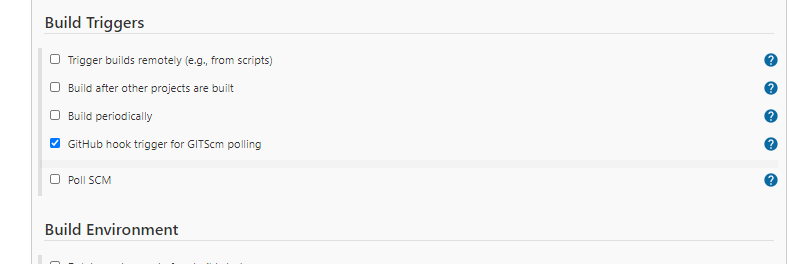 Build Triggers
Trigger builds remotely (e.g., from scripts)
Build after other projects are built
Build periodically
GitHub hook trigger for GITScm polling
Poll SCM
Build Environment